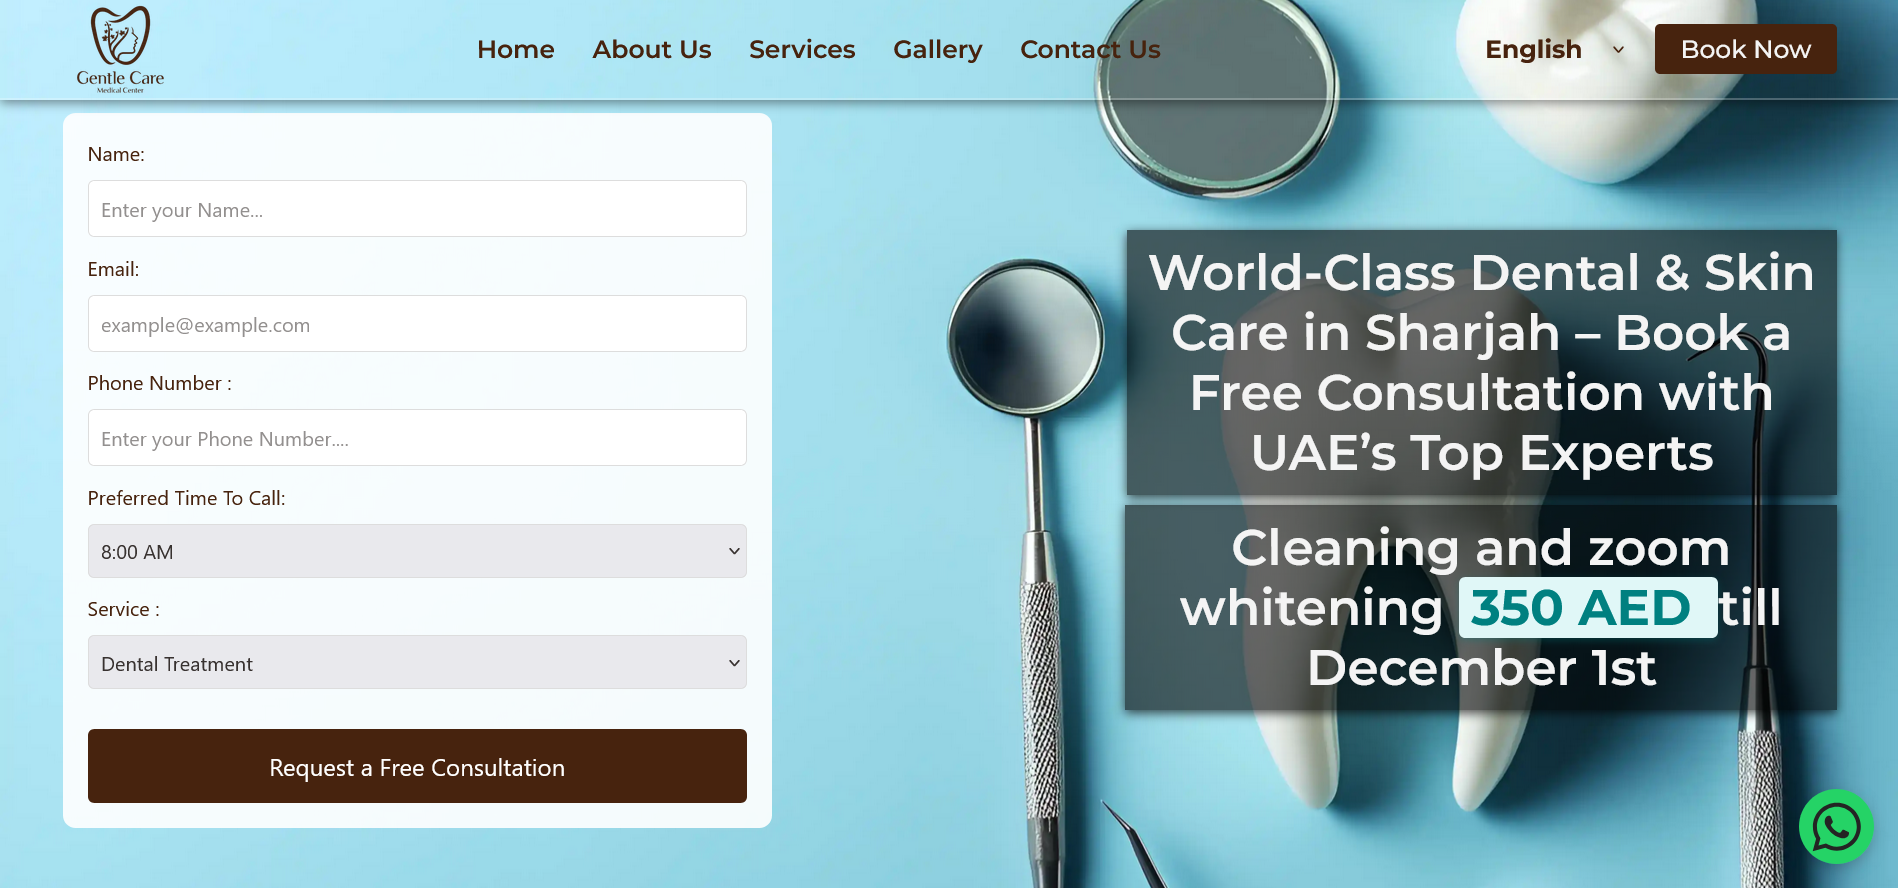 Gentle Care
Medical Center
Home
About Us
Services
Gallery
Contact Us
English
Book Now
Name:
Enter your Name...
Email:
example@example.com
Phone Number :
Enter your Phone Number....
Preferred Time To Call:
8:00 AM
Service :
Dental Treatment
Request a Free Consultation
World-Class Dental & Skin
Care in Sharjah – Book a
Free Consultation with
UAE’s Top Experts
Cleaning and zoom
whitening 350 AED till
December 1st